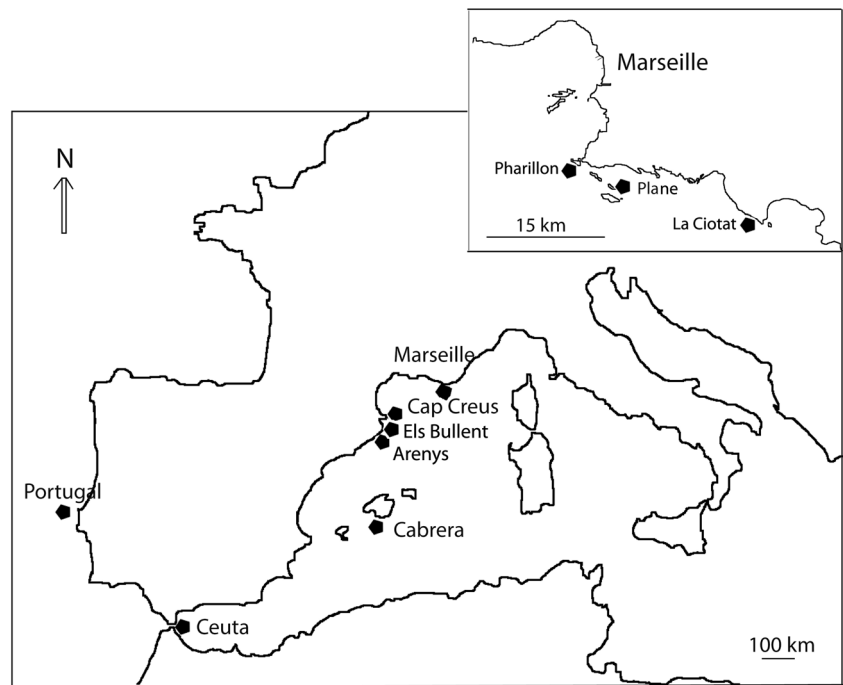 Marseille
Pharillon
Plane
La Ciotat
15 km
N
Marseille
Cap Creus
Els Bullent
Arenys
Portugal
Cabrera
Ceuta
100 km